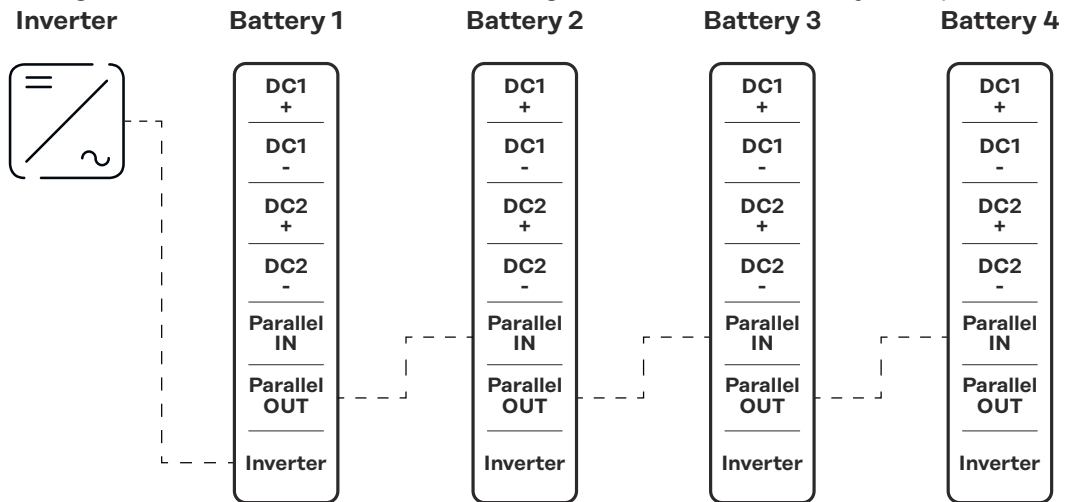 Inverter
Battery 1
Battery 2
Battery 3
Battery 4
DC1
+
DC1
-
DC2
+
DC2
-
Parallel
IN
Parallel
OUT
Inverter
DC1
+
DC1
-
DC2
+
DC2
-
Parallel
IN
Parallel
OUT
Inverter
DC1
+
DC1
-
DC2
+
DC2
-
Parallel
IN
Parallel
OUT
Inverter
DC1
+
DC1
-
DC2
+
DC2
-
Parallel
IN
Parallel
OUT
Inverter